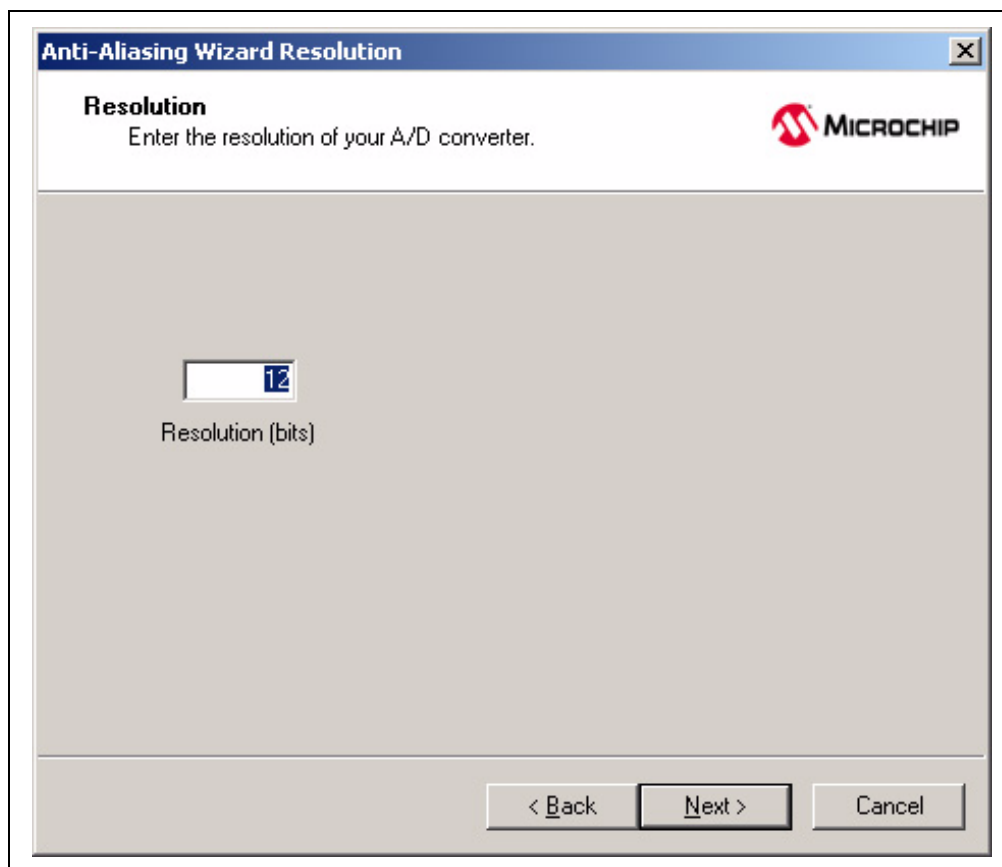 Anti-Aliasing Wizard Resolution
Resolution
Enter the resolution of your A/D converter.
MICROCHIP
12
Resolution (bits)
< Back Next > Cancel